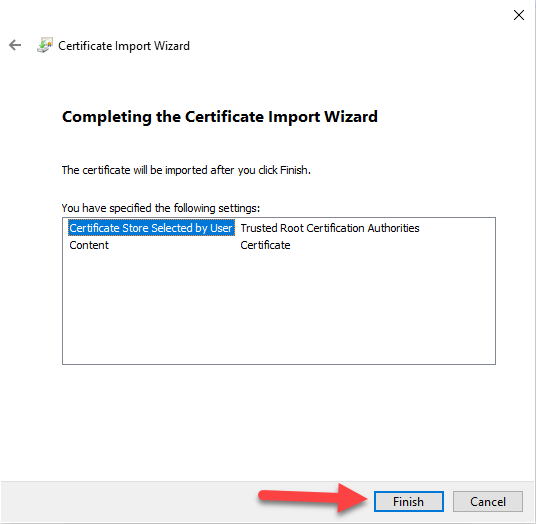 Certificate Import Wizard
Completing the Certificate Import Wizard
The certificate will be imported after you click Finish.
You have specified the following settings:
Certificate Store Selected by User Trusted Root Certification Authorities
Content Certificate
Finish Cancel